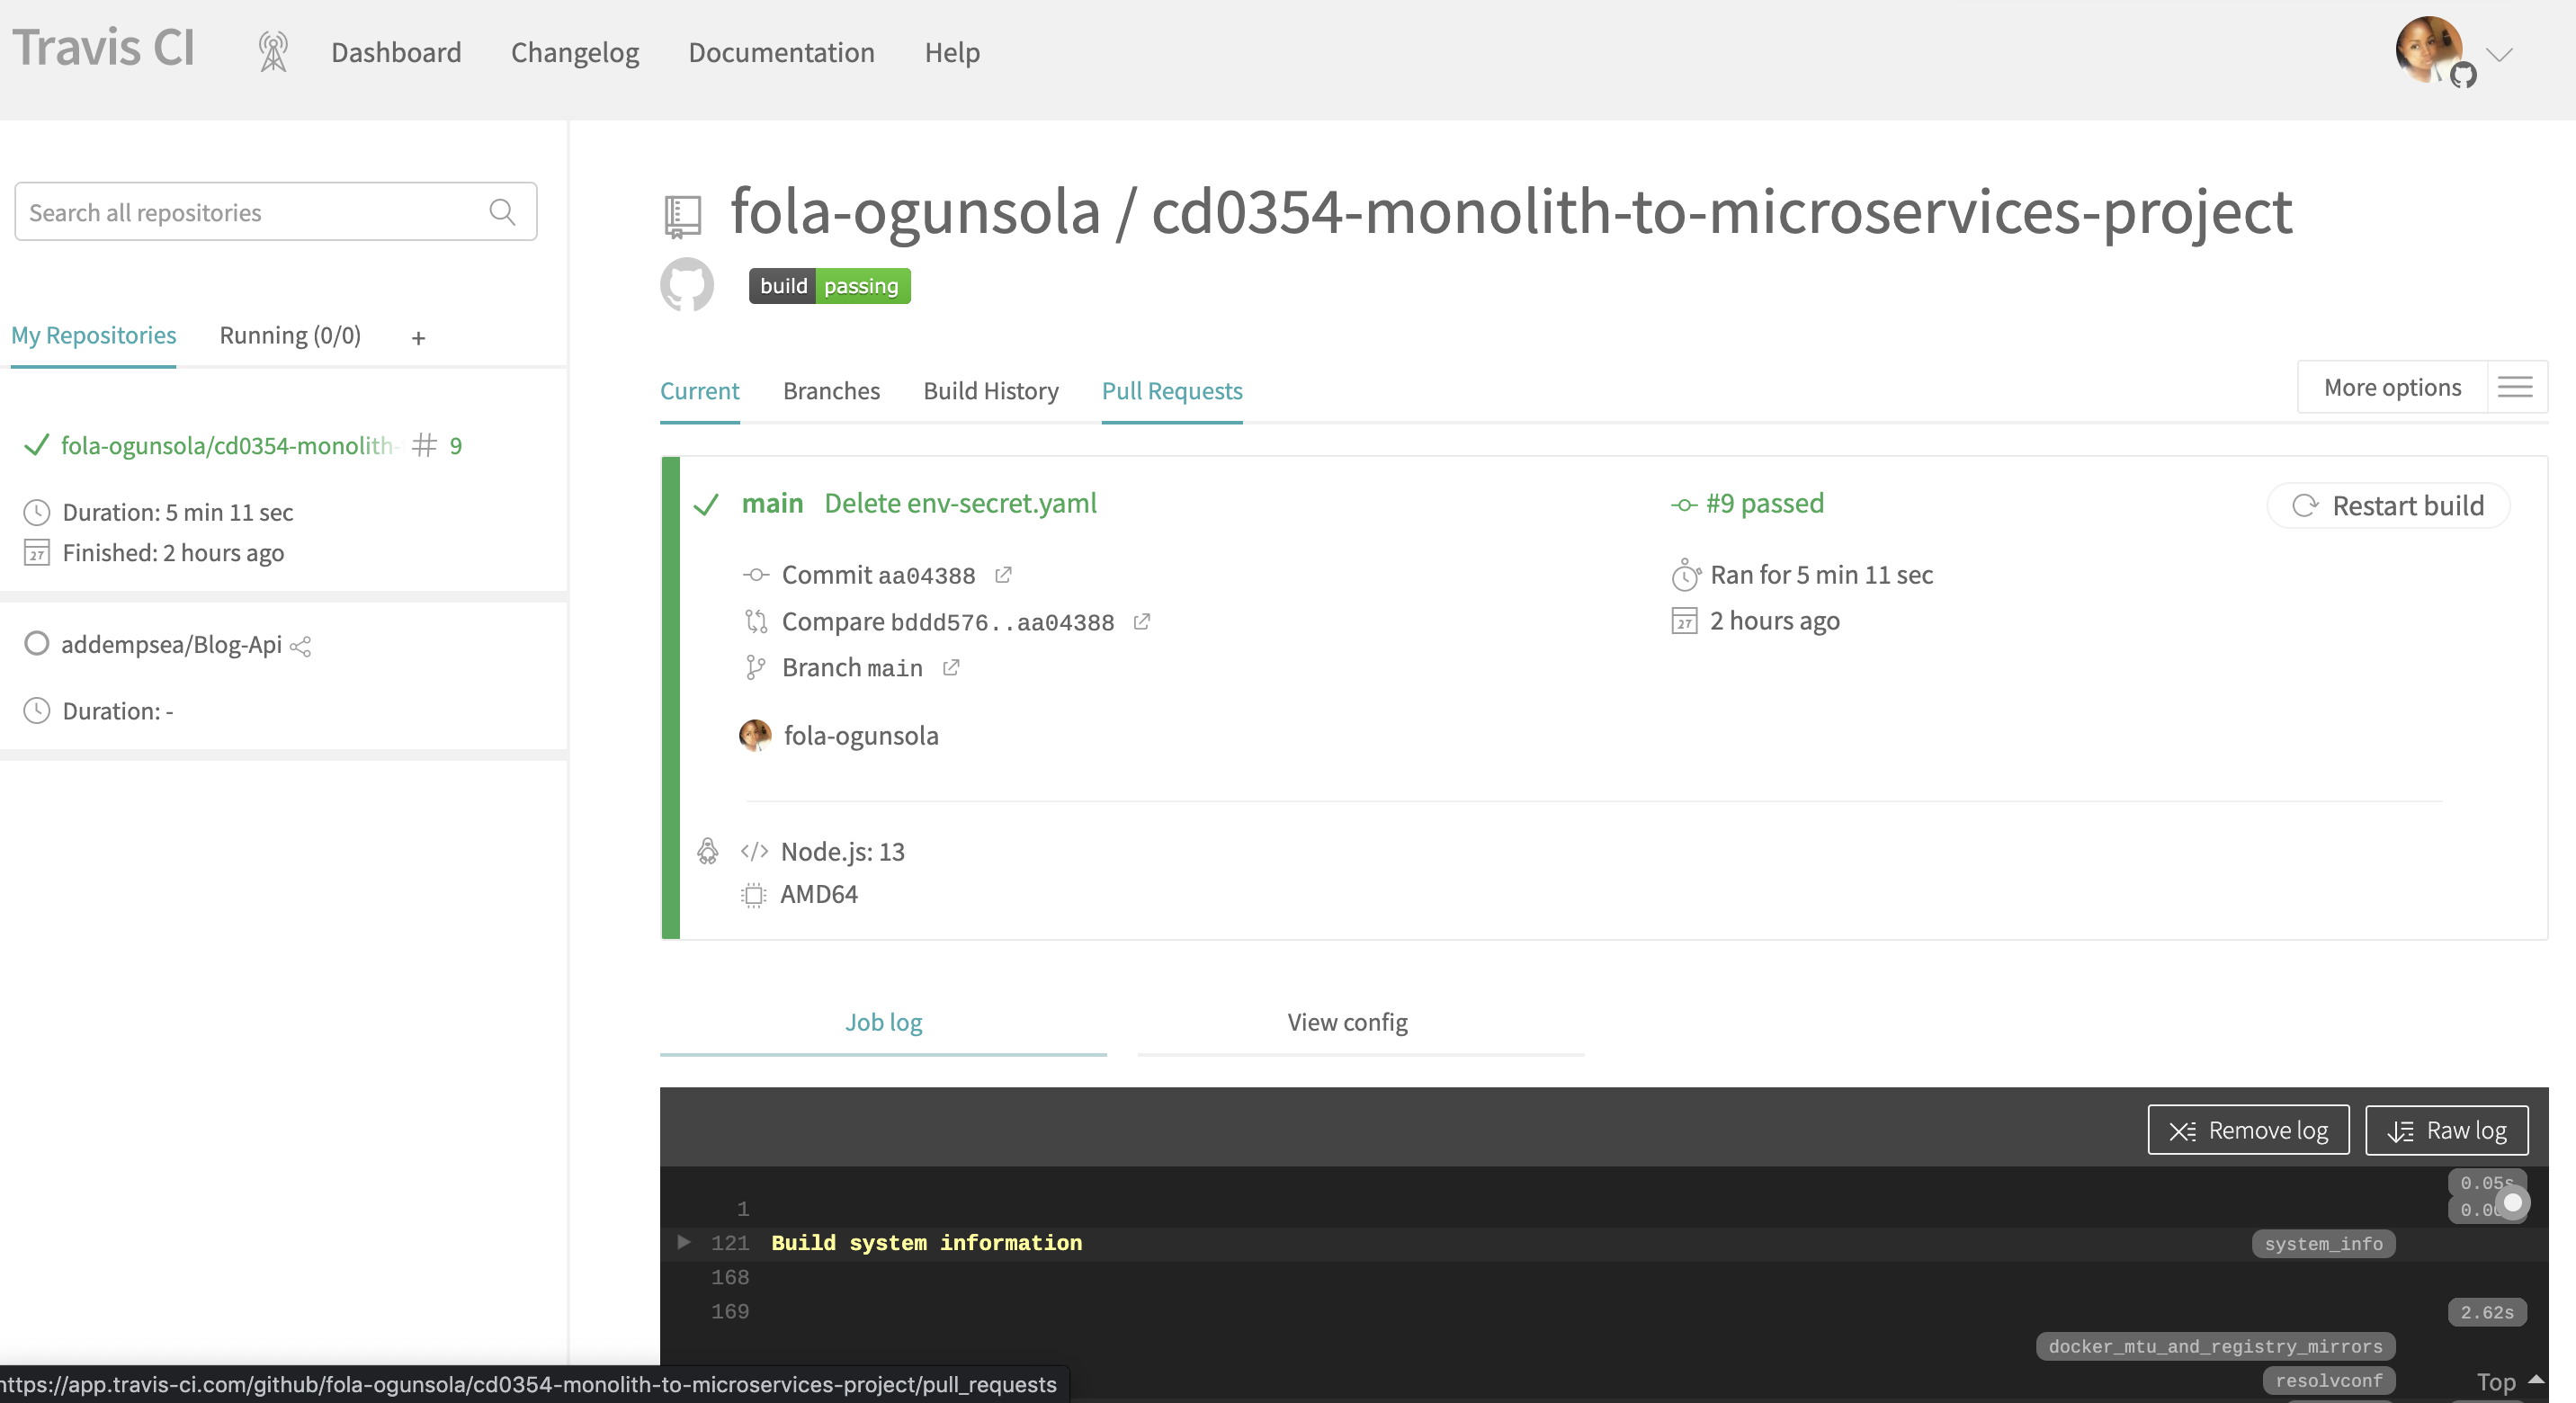 Travis CI
Dashboard
Changelog
Documentation
Help
Search all repositories
My Repositories
Running (0/0)
+
fola-ogunsola/cd0354-monolith-
# 9
Duration: 5 min 11 sec
27
Finished: 2 hours ago
addempsea/Blog-Api
Duration: -
fola-ogunsola / cd0354-monolith-to-microservices-project
build passing
Current
Branches
Build History
Pull Requests
More options
main Delete env-secret.yaml
#9 passed
Restart build
Commit aa04388
Ran for 5 min 11 sec
Compare bddd576..aa04388
27
2 hours ago
Branch main
fola-ogunsola
</> Node.js: 13
AMD64
Job log
View config
Remove log
Raw log
0.05s
1
121 Build system information
system_info
168
169
2.62s
docker_mtu_and_registry_mirrors
resolvconf
Top
https://app.travis-ci.com/github/fola-ogunsola/cd0354-monolith-to-microservices-project/pull_requests